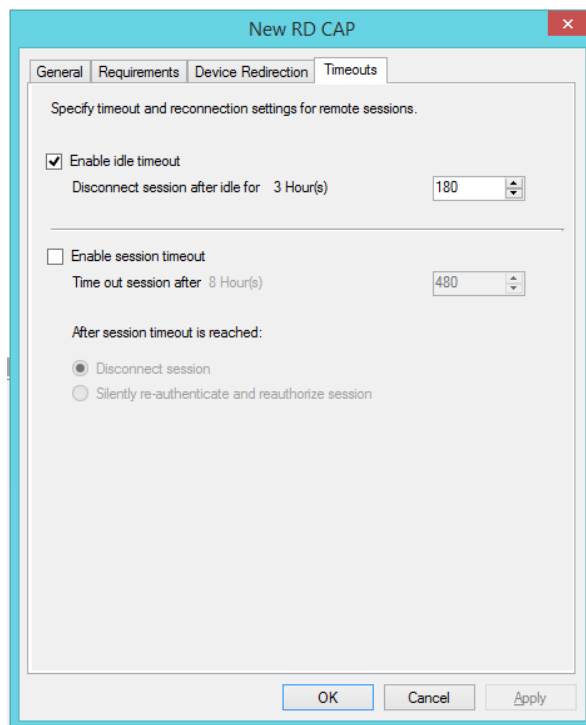 New RD CAP
General Requirements Device Redirection Timeouts
Specify timeout and reconnection settings for remote sessions.
Enable idle timeout
Disconnect session after idle for 3 Hour(s) 180
Enable session timeout
Time out session after 8 Hour(s) 480
After session timeout is reached:
Disconnect session
Silently re-authenticate and reauthorize session
OK Cancel Apply